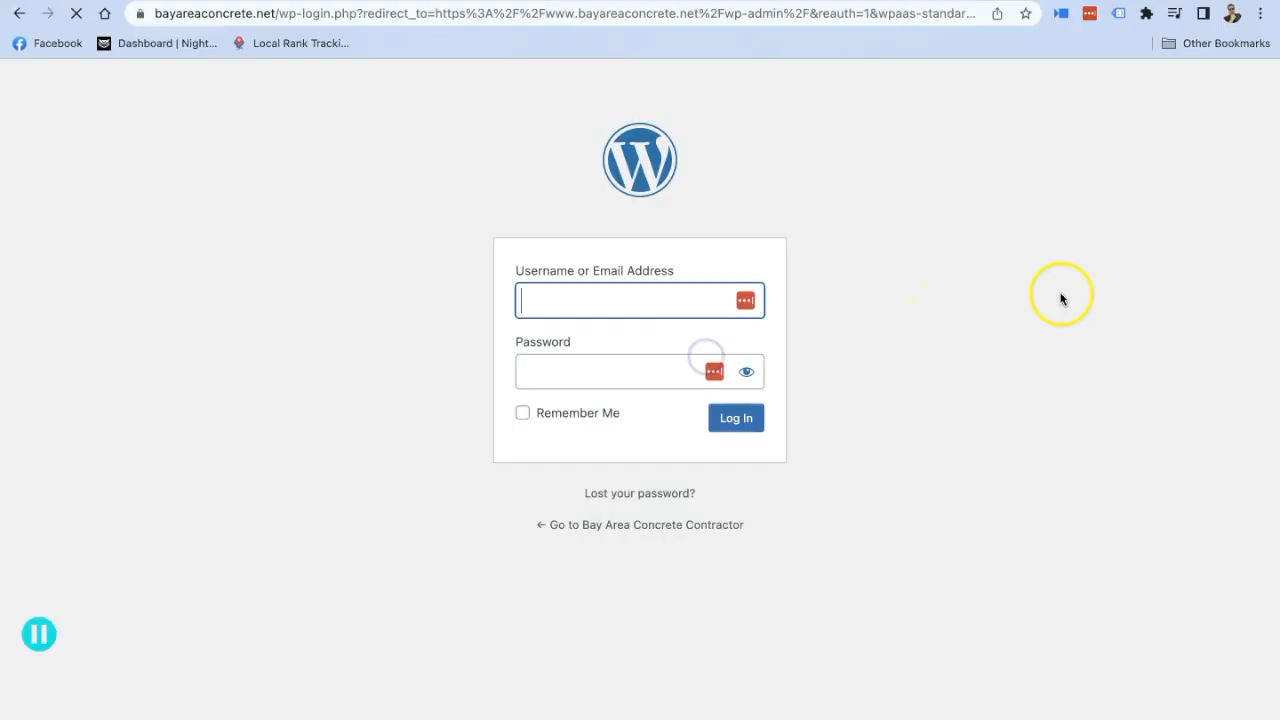 bayareaconcrete.net/wp-login.php?redirect_to=https%3A%2F%2Fwww.bayareaconcrete.net%2Fwp-admin%2F&reauth=1&wpaas-standar...
Facebook
Dashboard | Night...
Local Rank Tracki...
Other Bookmarks
Username or Email Address
Password
Remember Me
Log In
Lost your password?
← Go to Bay Area Concrete Contractor